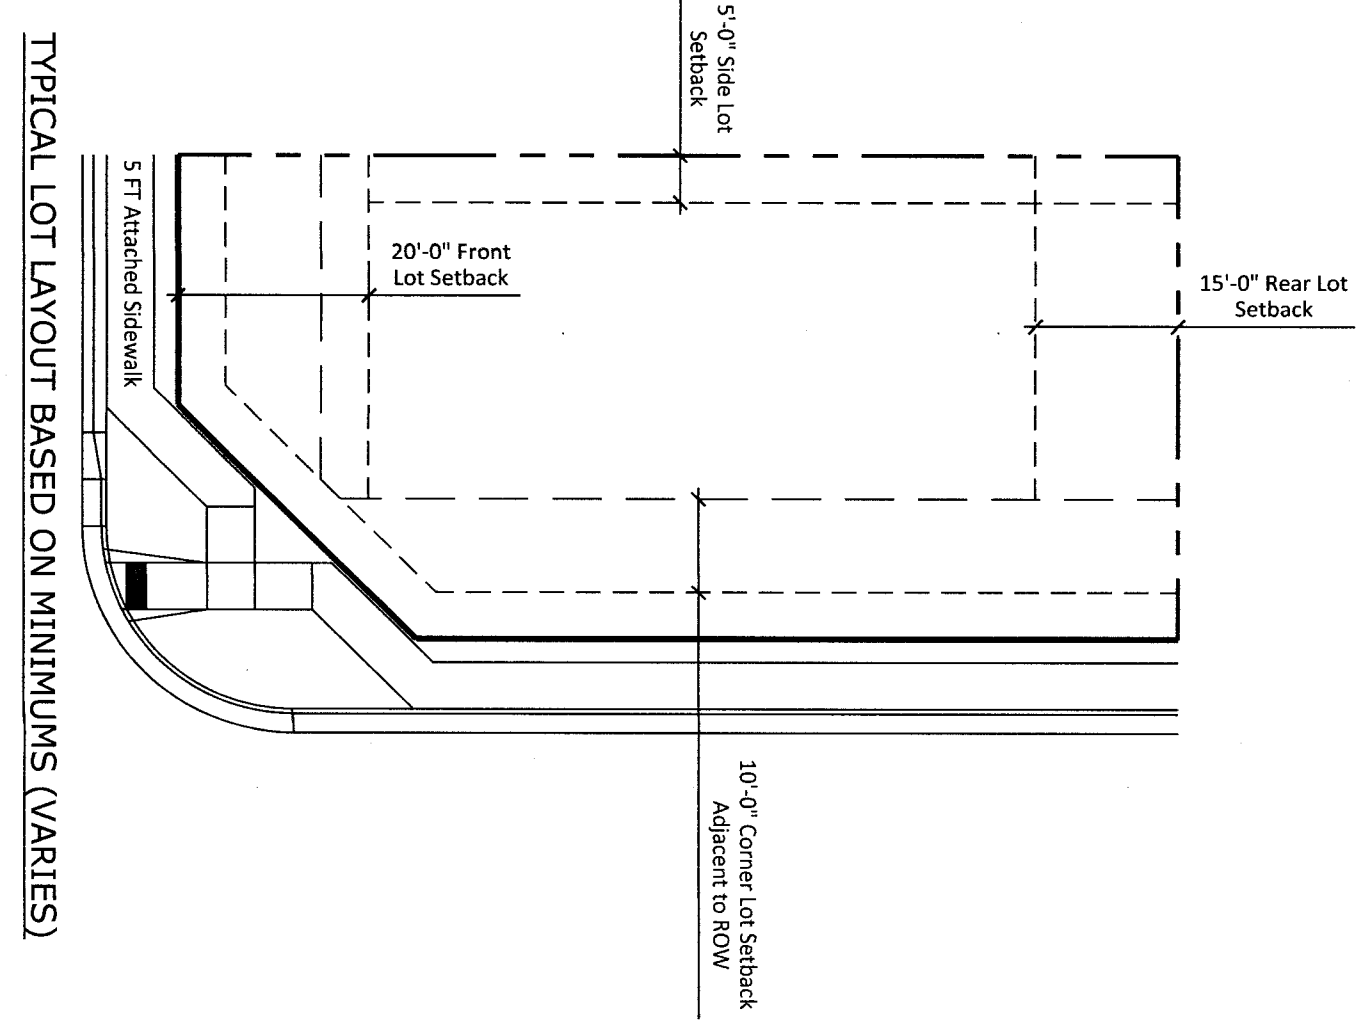 5'-0" Side Lot
Setback
20'-0" Front
Lot Setback
15'-0" Rear Lot
Setback
5 FT Attached Sidewalk
10'-0" Corner Lot Setback
Adjacent to ROW
TYPICAL LOT LAYOUT BASED ON MINIMUMS (VARIES)